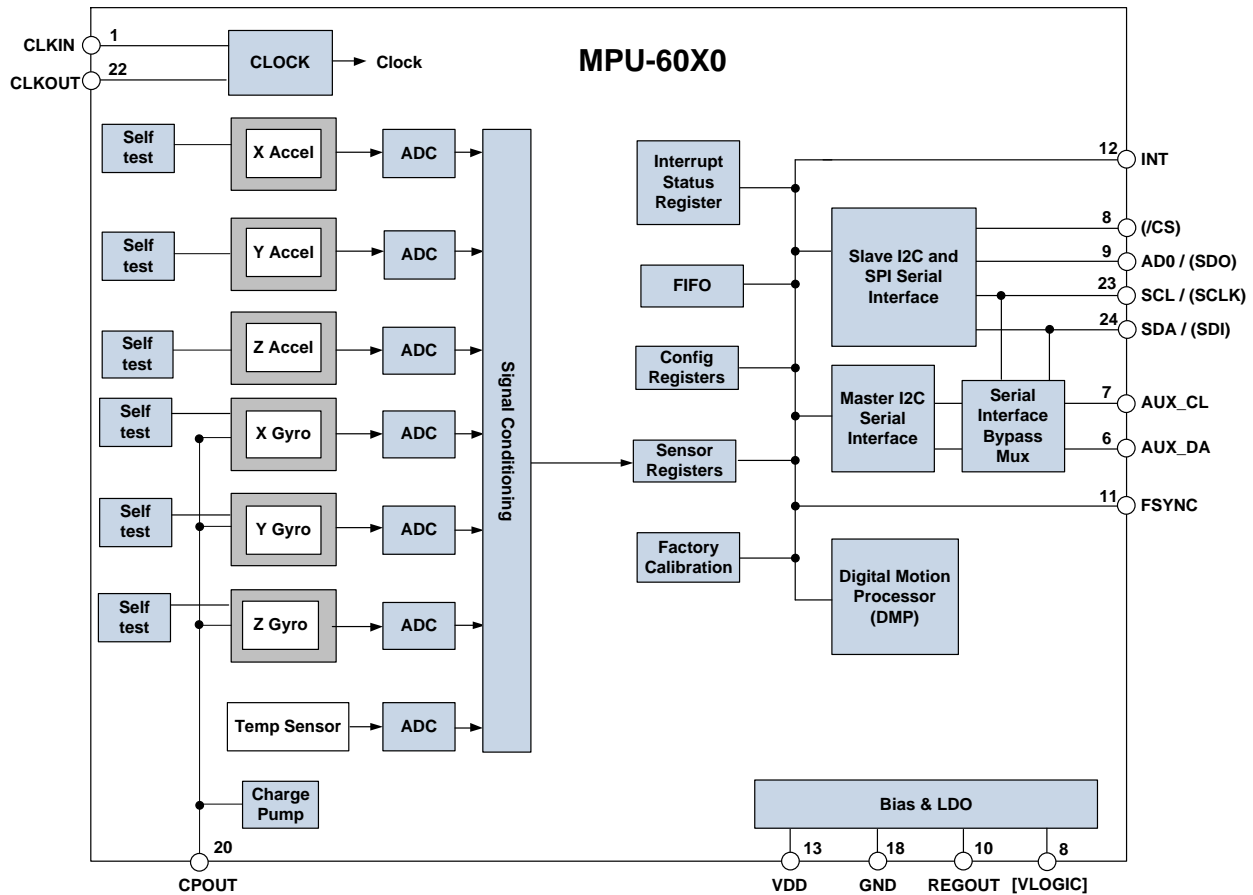 MPU-60X0
CLKIN
1
CLKOUT
22
CLOCK
Clock
Self
test
X Accel
ADC
Self
test
Y Accel
ADC
Self
test
Z Accel
ADC
Self
test
X Gyro
ADC
Self
test
Y Gyro
ADC
Self
test
Z Gyro
ADC
Temp Sensor
ADC
Charge
Pump
20
CPOUT
Signal Conditioning
Interrupt
Status
Register
FIFO
Config
Registers
Sensor
Registers
Factory
Calibration
Slave I2C and
SPI Serial
Interface
Master I2C
Serial
Interface
Serial
Interface
Bypass
Mux
Digital Motion
Processor
(DMP)
12
INT
8
(/CS)
9
AD0 / (SDO)
23
SCL / (SCLK)
24
SDA / (SDI)
7
AUX_CL
6
AUX_DA
11
FSYNC
Bias & LDO
13
VDD
18
GND
10
REGOUT
8
[VLOGIC]